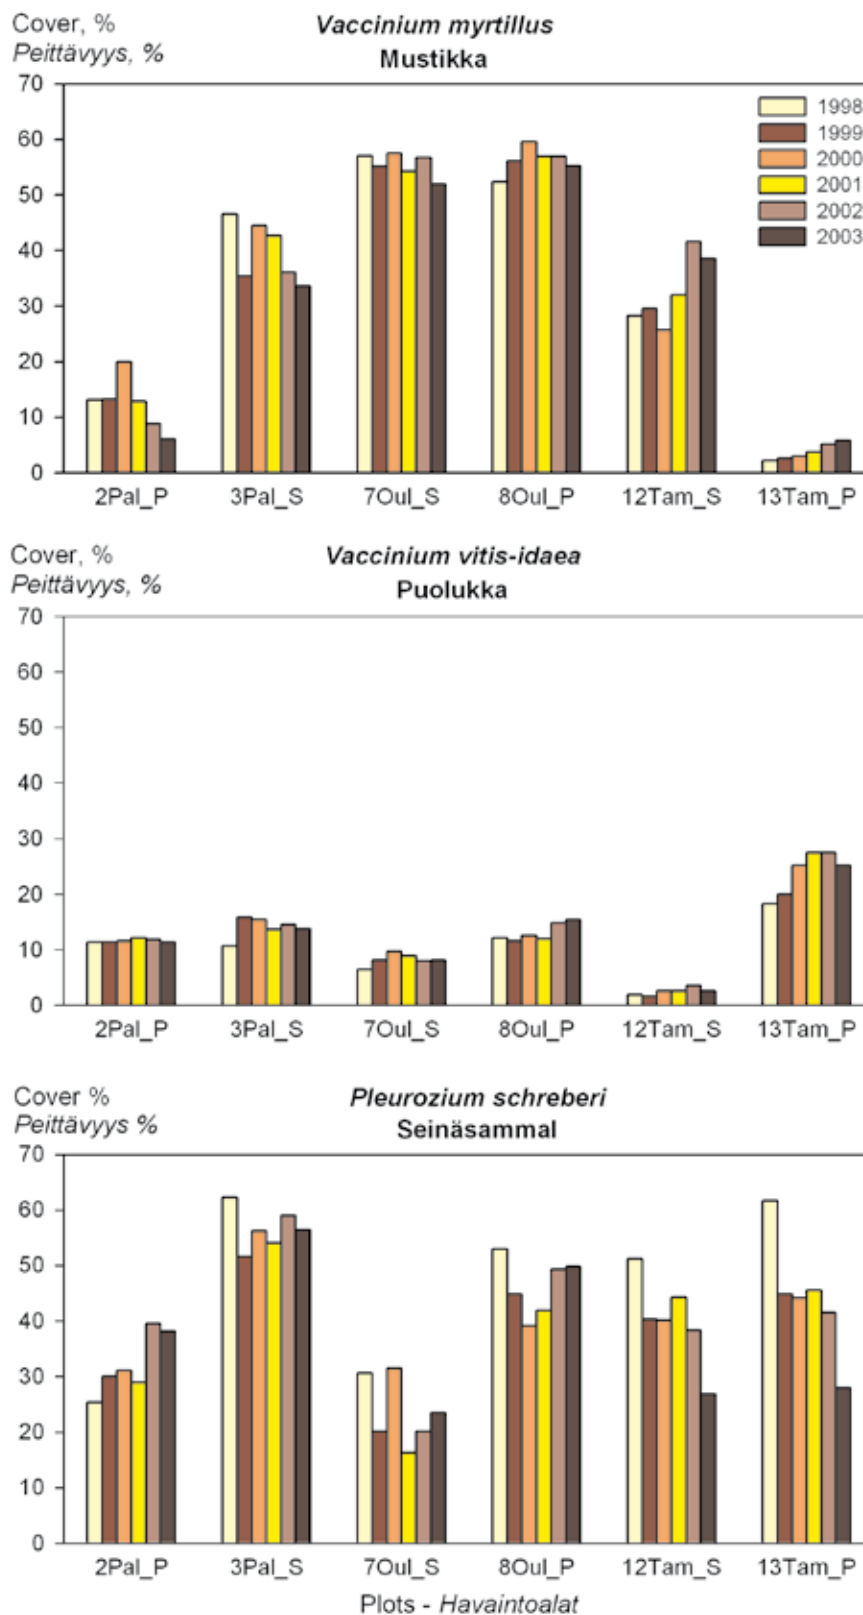 Cover, %
Peittävyys, %
Vaccinium myrtillus
Mustikka
70
60
50
40
30
20
10
0
1998
1999
2000
2001
2002
2003
2Pal_P 3Pal_S 7Oul_S 8Oul_P 12Tam_S 13Tam_P
Cover, %
Peittävyys, %
Vaccinium vitis-idaea
Puolukka
70
60
50
40
30
20
10
0
2Pal_P 3Pal_S 7Oul_S 8Oul_P 12Tam_S 13Tam_P
Cover %
Peittävyys %
Pleurozium schreberi
Seinäsammal
70
60
50
40
30
20
10
0
2Pal_P 3Pal_S 7Oul_S 8Oul_P 12Tam_S 13Tam_P
Plots - Havaintoalat